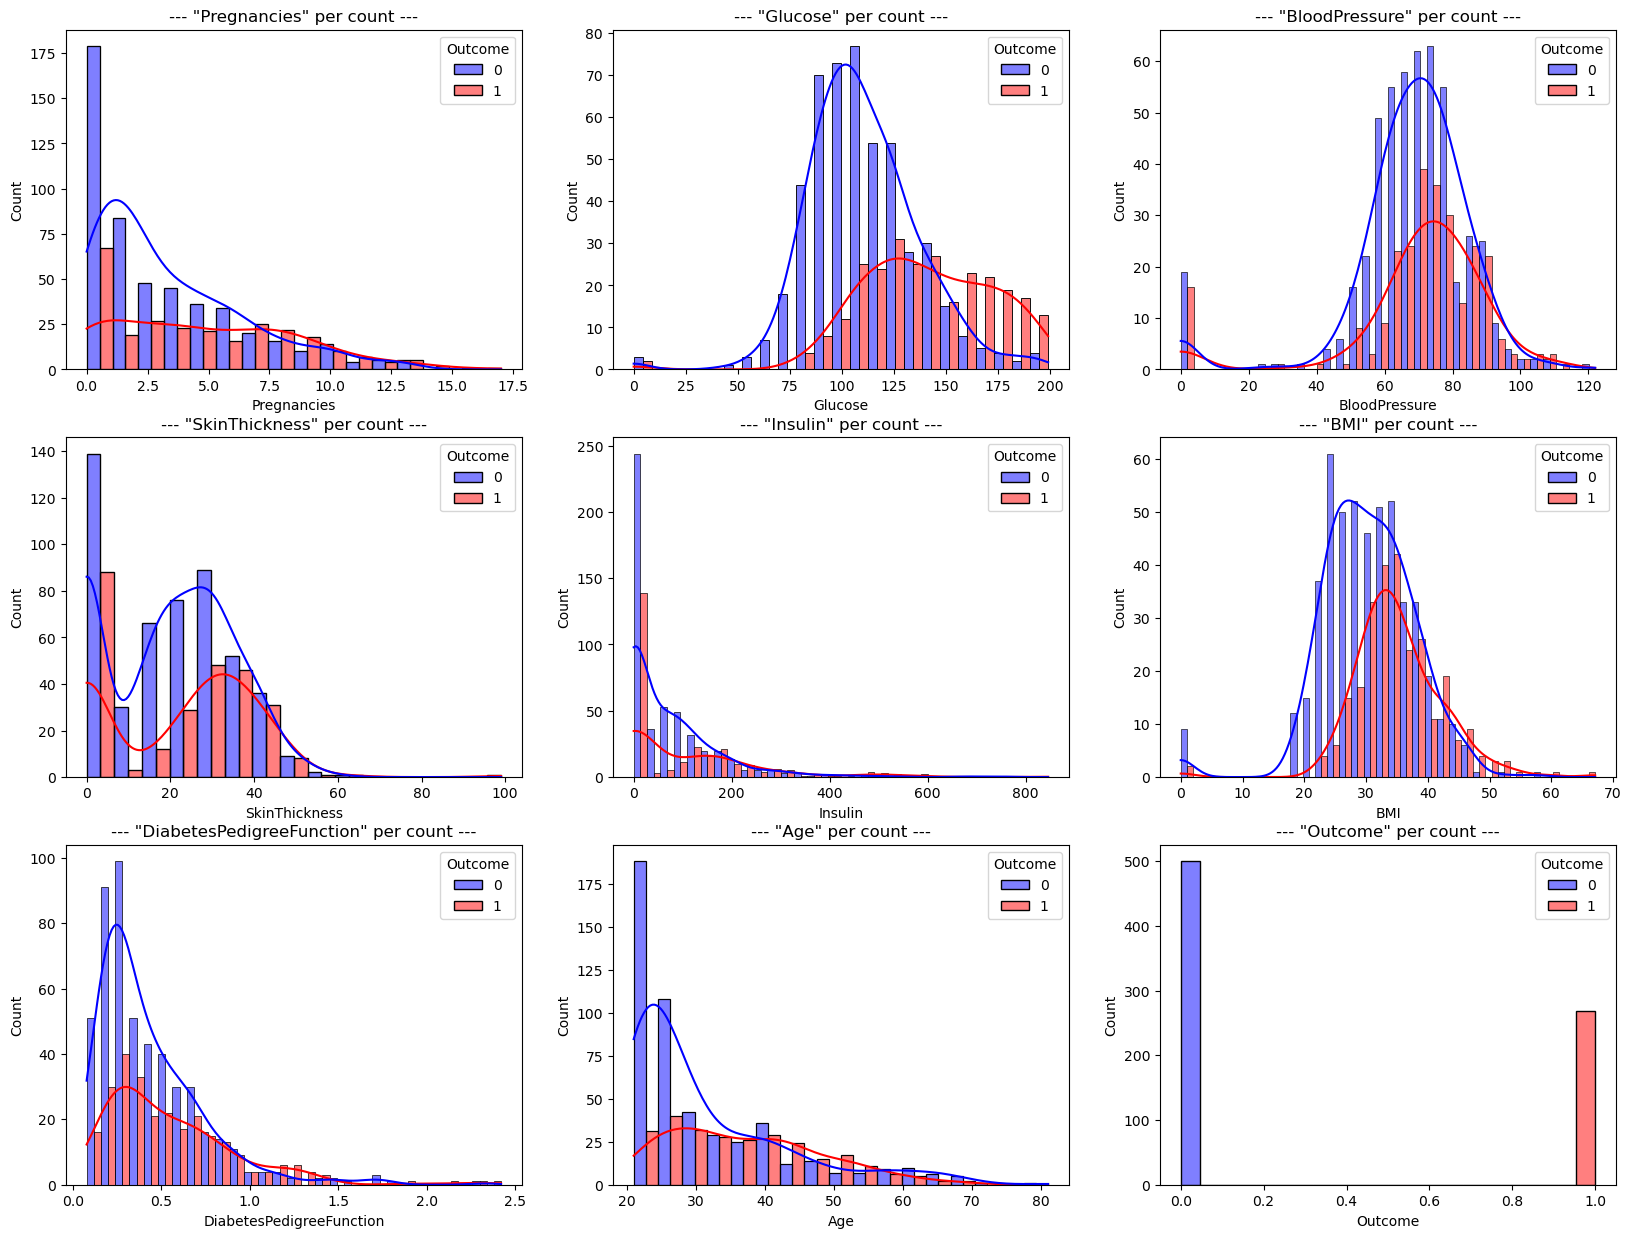 --- "Pregnancies" per count ---
Outcome
0
1
Count
0 25 50 75 100 125 150 175
0.0 2.5 5.0 7.5 10.0 12.5 15.0 17.5
Pregnancies
--- "Glucose" per count ---
Outcome
0
1
Count
0 10 20 30 40 50 60 70 80
0 25 50 75 100 125 150 175 200
Glucose
--- "BloodPressure" per count ---
Outcome
0
1
Count
0 10 20 30 40 50 60
0 20 40 60 80 100 120
BloodPressure
--- "SkinThickness" per count ---
Outcome
0
1
Count
0 20 40 60 80 100 120 140
0 20 40 60 80 100
SkinThickness
--- "Insulin" per count ---
Outcome
0
1
Count
0 50 100 150 200 250
0 200 400 600 800
Insulin
--- "BMI" per count ---
Outcome
0
1
Count
0 10 20 30 40 50 60
0 10 20 30 40 50 60 70
BMI
--- "DiabetesPedigreeFunction" per count ---
Outcome
0
1
Count
0 20 40 60 80 100
0.0 0.5 1.0 1.5 2.0 2.5
DiabetesPedigreeFunction
--- "Age" per count ---
Outcome
0
1
Count
0 25 50 75 100 125 150 175
20 30 40 50 60 70 80
Age
--- "Outcome" per count ---
Outcome
0
1
Count
0 100 200 300 400 500
0.0 0.2 0.4 0.6 0.8 1.0
Outcome